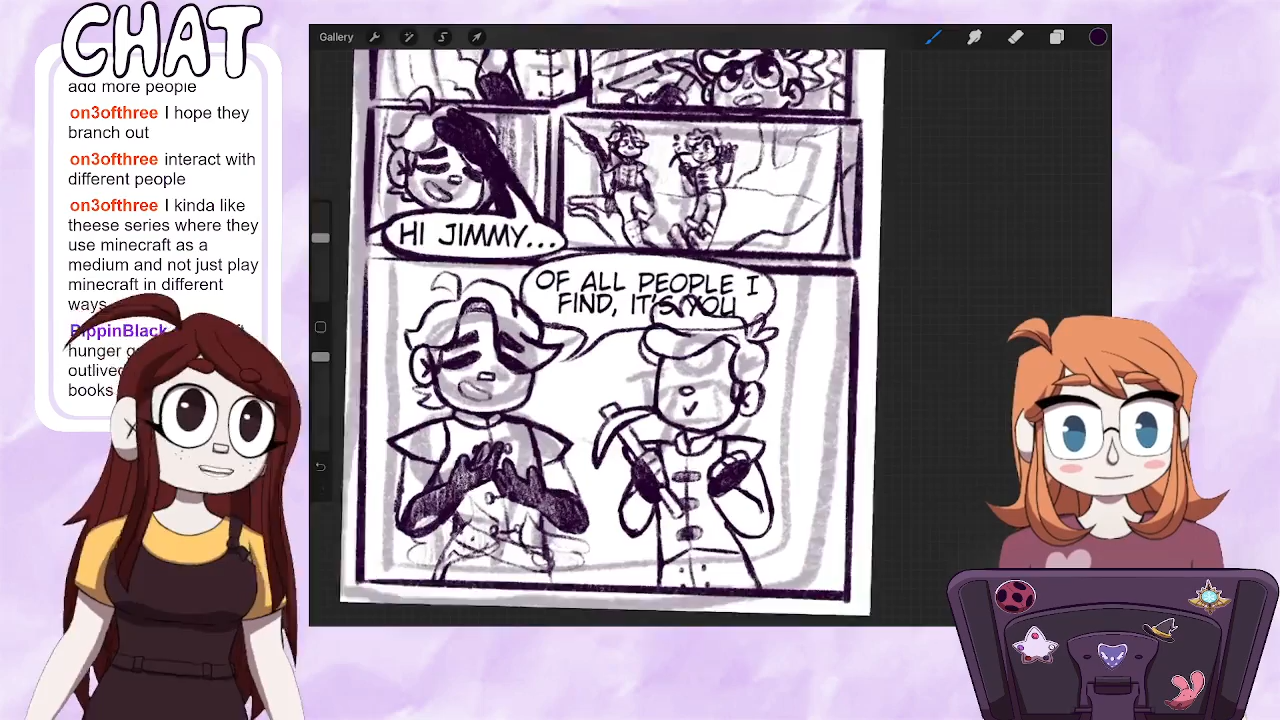 CHAT
add more people
on3ofthree I hope they
branch out
on3ofthree interact with
different people
on3ofthree I kinda like
theese series where they
use minecraft as a
medium and not just play
minecraft in different
ways
PippinBlack
hunger
outlived
books
Gallery
HI JIMMY...
OF ALL PEOPLE I
FIND, IT'S YOU